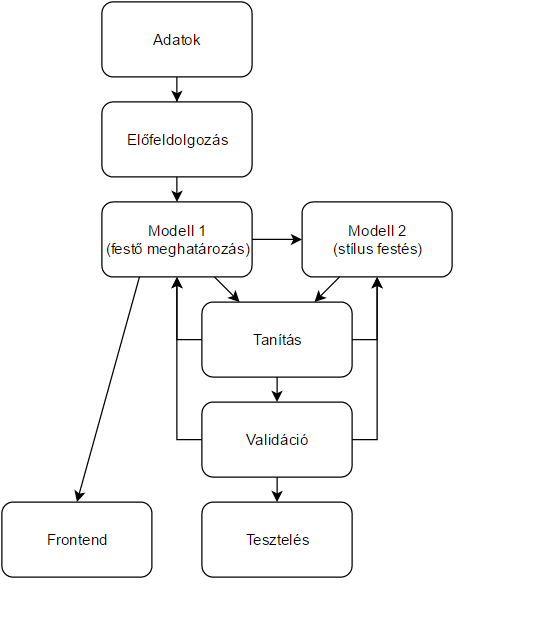 Adatok
Előfeldolgozás
Modell 1
(festő meghatározás)
Modell 2
(stílus festés)
Tanítás
Validáció
Frontend
Tesztelés